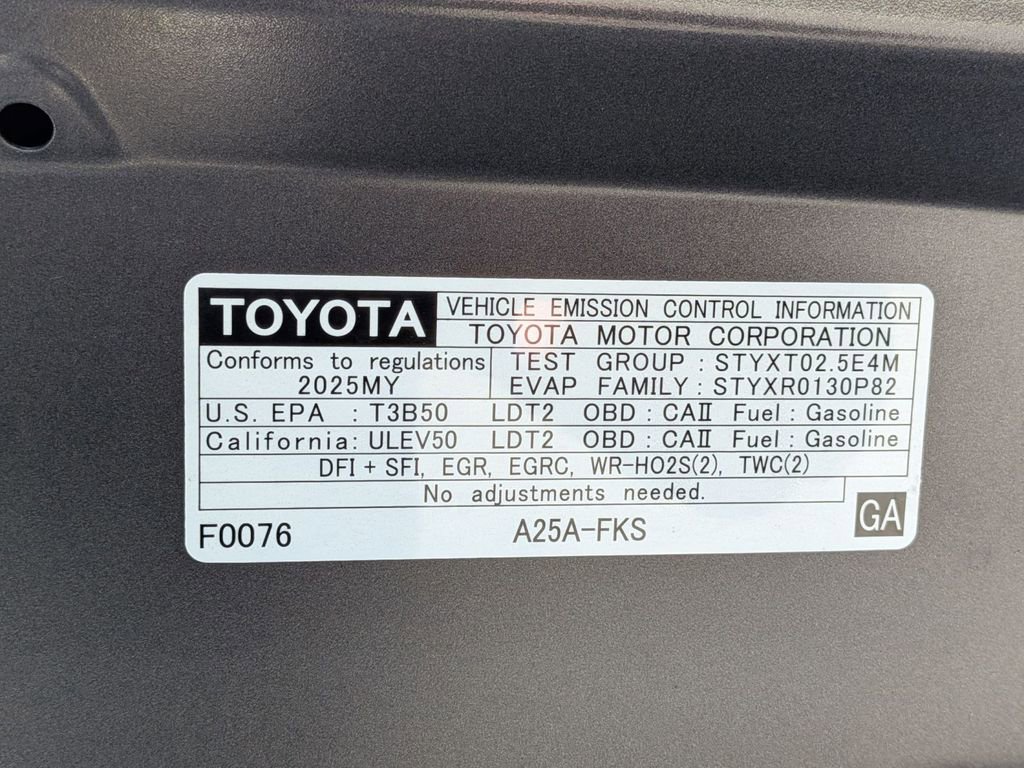 TOYOTA VEHICLE EMISSION CONTROL INFORMATION
TOYOTA MOTOR CORPORATION
Conforms to regulations TEST GROUP : STYXT02.5E4M
2025MY EVAP FAMILY : STYXR0130P82
U.S. EPA : T3B50 LDT2 OBD : CAⅡ Fuel : Gasoline
California : ULEV50 LDT2 OBD : CAⅡ Fuel : Gasoline
DFI + SFI, EGR, EGRC, WR-HO2S(2), TWC(2)
No adjustments needed.
F0076 A25A-FKS GA